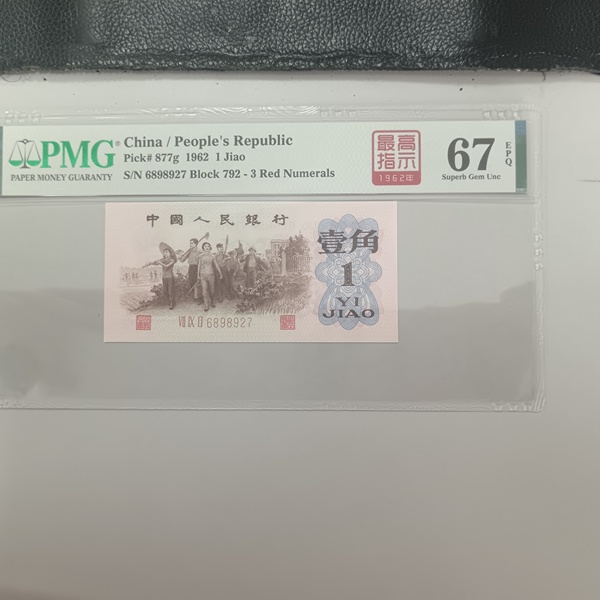 PMG®
PAPER MONEY GUARANTY
China / People's Republic
Pick# 877g 1962 1 Jiao
S/N 6898927 Block 792 - 3 Red Numerals
最高
指示
1962年
67
EPQ
Superb Gem Unc
中國人民銀行
壹角
1
YI
JIAO
6898927